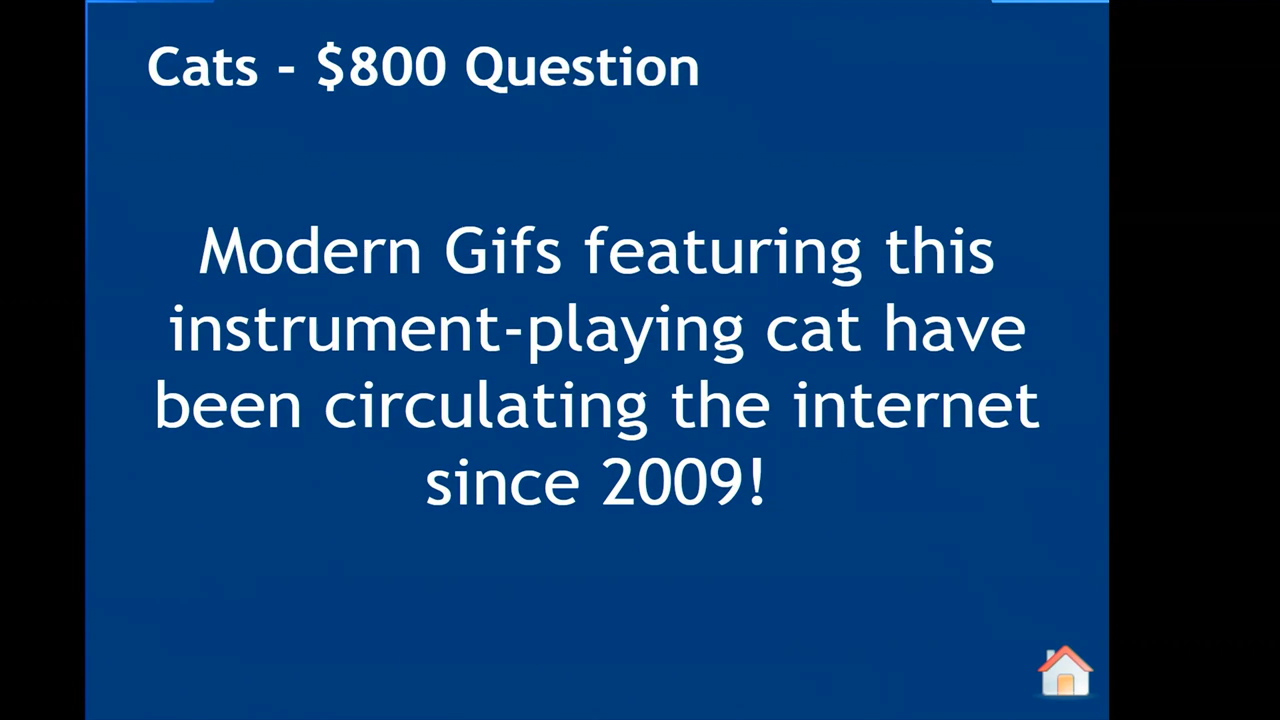 Cats - $800 Question
Modern Gifs featuring this
instrument-playing cat have
been circulating the internet
since 2009!